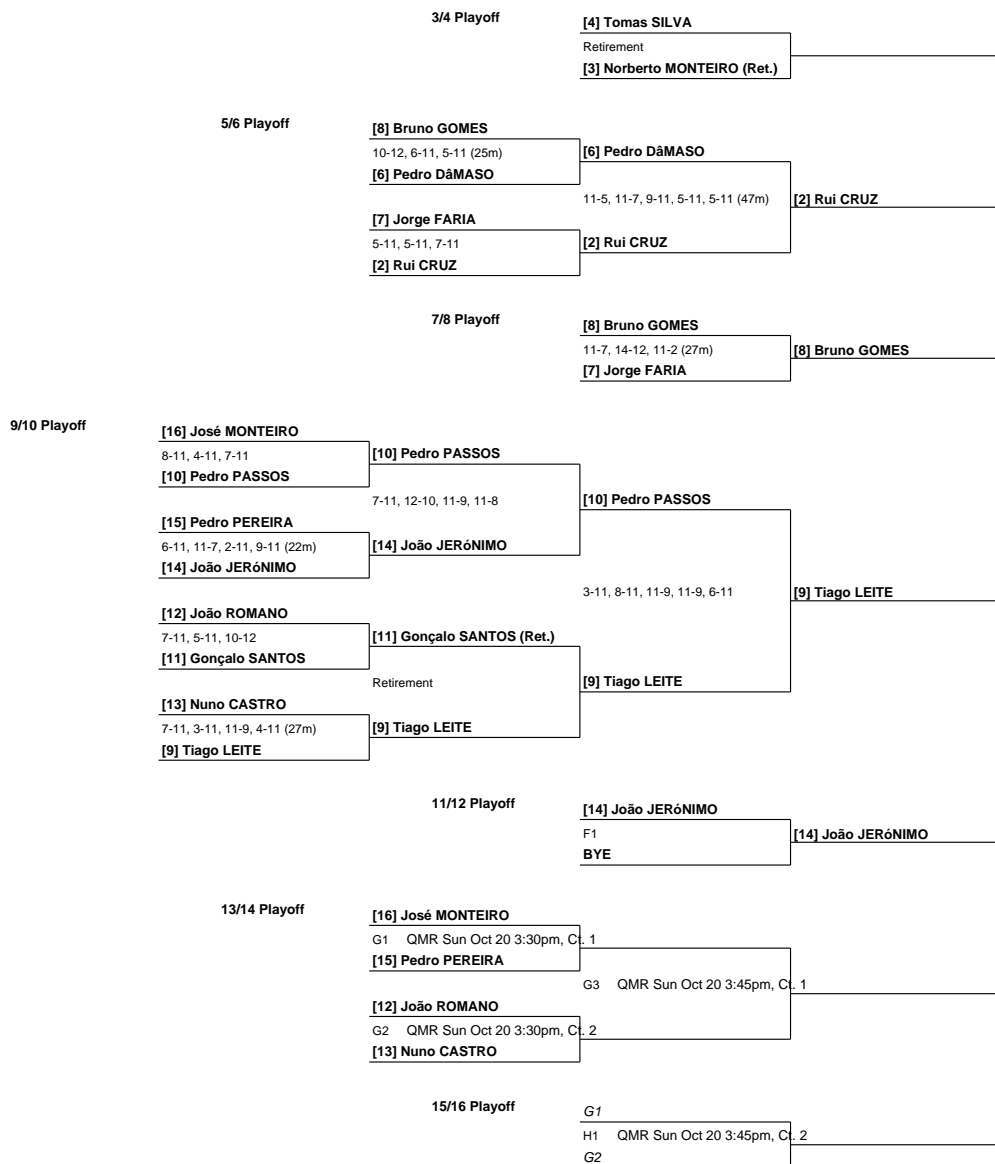 3/4 Playoff
[4] Tomas SILVA
Retirement
[3] Norberto MONTEIRO (Ret.)
5/6 Playoff
[8] Bruno GOMES
10-12, 6-11, 5-11 (25m)
[6] Pedro DâMASO
[6] Pedro DâMASO
11-5, 11-7, 9-11, 5-11, 5-11 (47m)
[2] Rui CRUZ
[7] Jorge FARIA
5-11, 5-11, 7-11
[2] Rui CRUZ
[2] Rui CRUZ
7/8 Playoff
[8] Bruno GOMES
11-7, 14-12, 11-2 (27m)
[8] Bruno GOMES
[7] Jorge FARIA
9/10 Playoff
[16] José MONTEIRO
8-11, 4-11, 7-11
[10] Pedro PASSOS
[10] Pedro PASSOS
7-11, 12-10, 11-9, 11-8
[10] Pedro PASSOS
[15] Pedro PEREIRA
6-11, 11-7, 2-11, 9-11 (22m)
[14] João JERóNIMO
[14] João JERóNIMO
3-11, 8-11, 11-9, 11-9, 6-11
[9] Tiago LEITE
[12] João ROMANO
7-11, 5-11, 10-12
[11] Gonçalo SANTOS (Ret.)
[11] Gonçalo SANTOS
Retirement
[9] Tiago LEITE
[13] Nuno CASTRO
7-11, 3-11, 11-9, 4-11 (27m)
[9] Tiago LEITE
[9] Tiago LEITE
11/12 Playoff
[14] João JERóNIMO
F1
[14] João JERóNIMO
BYE
13/14 Playoff
[16] José MONTEIRO
G1 QMR Sun Oct 20 3:30pm, Ct. 1
[15] Pedro PEREIRA
G3 QMR Sun Oct 20 3:45pm, Ct. 1
[12] João ROMANO
G2 QMR Sun Oct 20 3:30pm, Ct. 2
[13] Nuno CASTRO
15/16 Playoff
G1
H1 QMR Sun Oct 20 3:45pm, Ct. 2
G2